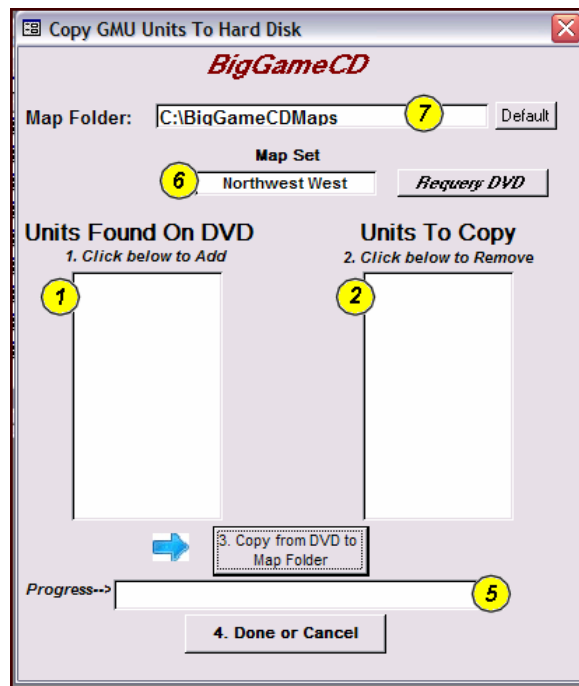 Copy GMU Units To Hard Disk
BigGameCD
Map Folder: C:\BigGameCDMaps 7 Default
Map Set
6 Northwest West Requery DVD
Units Found On DVD Units To Copy
1. Click below to Add 2. Click below to Remove
1 2
3. Copy from DVD to
Map Folder
Progress--> 5
4. Done or Cancel